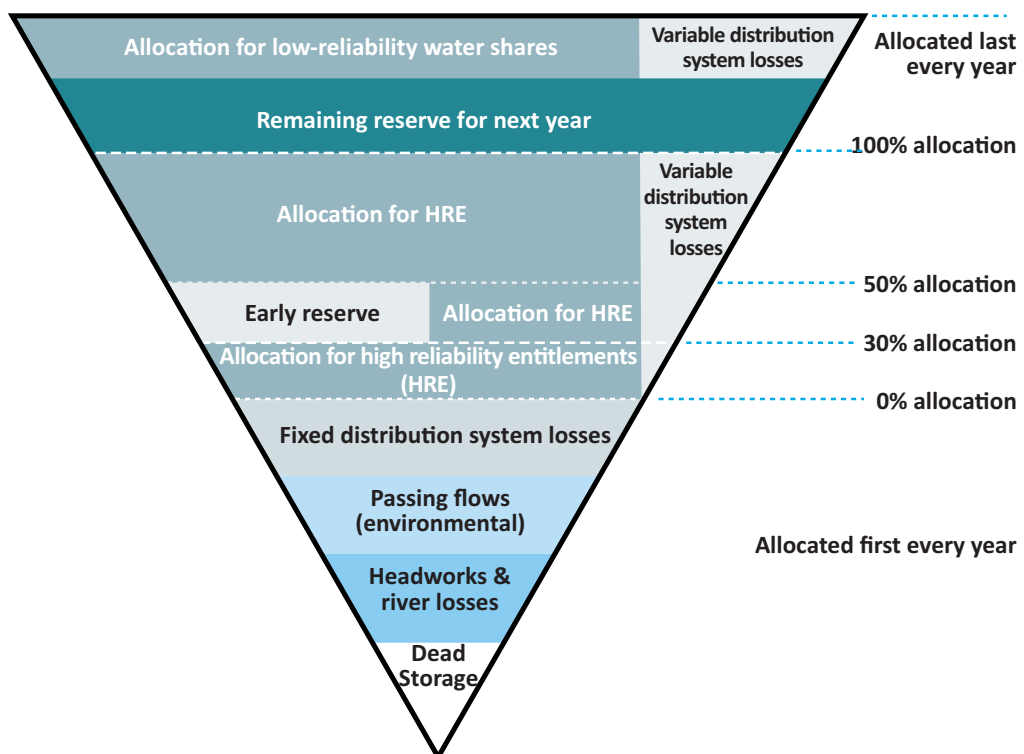 Allocation for low-reliability water shares
Variable distribution
system losses
Allocated last
every year
Remaining reserve for next year
100% allocation
Variable
distribution
system
losses
Allocation for HRE
50% allocation
Early reserve
Allocation for HRE
30% allocation
Allocation for high reliability entitlements
(HRE)
0% allocation
Fixed distribution system losses
Passing flows
(environmental)
Allocated first every year
Headworks &
river losses
Dead
Storage